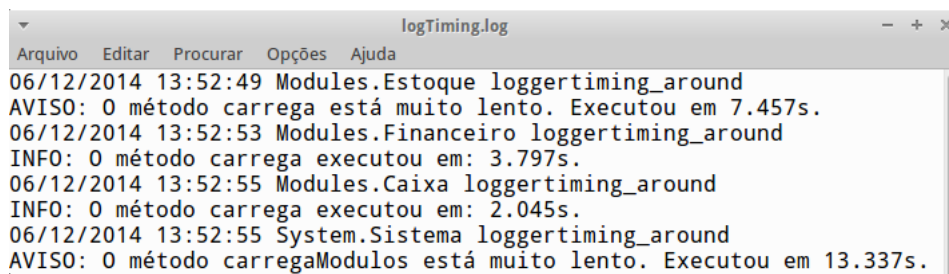 logTiming.log
Arquivo Editar Procurar Opções Ajuda
06/12/2014 13:52:49 Modules.Estoque loggertiming_around
AVISO: O método carrega está muito lento. Executou em 7.457s.
06/12/2014 13:52:53 Modules.Financeiro loggertiming_around
INFO: O método carrega executou em: 3.797s.
06/12/2014 13:52:55 Modules.Caixa loggertiming_around
INFO: O método carrega executou em: 2.045s.
06/12/2014 13:52:55 System.Sistema loggertiming_around
AVISO: O método carregaModulos está muito lento. Executou em 13.337s.